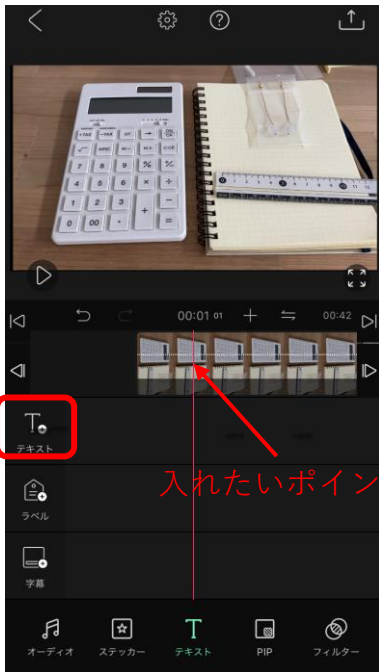 00:01 01
00:42
テキスト
入れたいポイン
ラベル
字幕
オーディオ
ステッカー
テキスト
PIP
フィルター